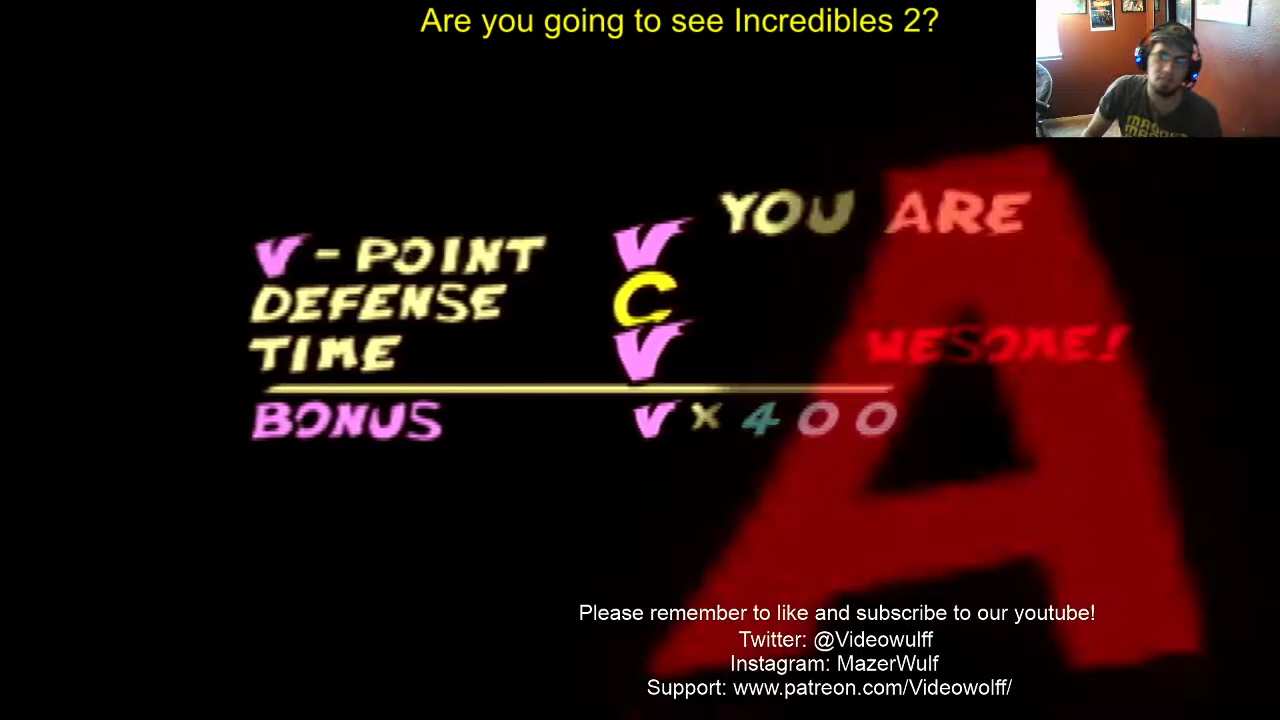 Are you going to see Incredibles 2?
YOU ARE
AWESOME!
V-POINT V
DEFENSE C
TIME V
BONUS V×400
Please remember to like and subscribe to our youtube!
Twitter: @Videowulff
Instagram: MazerWulf
Support: www.patreon.com/Videowolff/